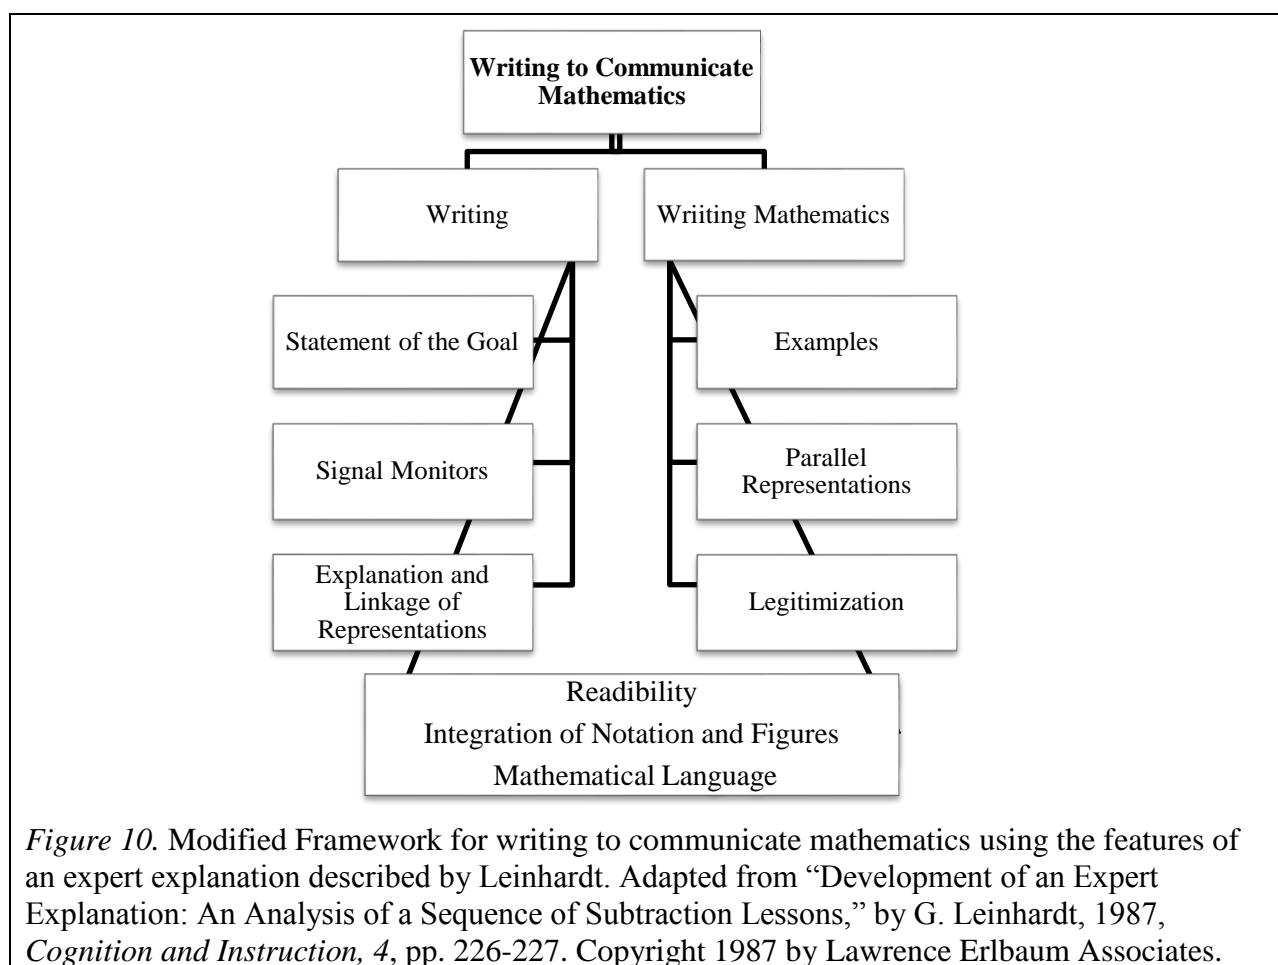 Writing to Communicate
Mathematics
Writing
Wriiting Mathematics
Statement of the Goal
Examples
Signal Monitors
Parallel
Representations
Explanation and
Linkage of
Representations
Legitimization
Readibility
Integration of Notation and Figures
Mathematical Language
Figure 10. Modified Framework for writing to communicate mathematics using the features of
an expert explanation described by Leinhardt. Adapted from “Development of an Expert
Explanation: An Analysis of a Sequence of Subtraction Lessons,” by G. Leinhardt, 1987,
Cognition and Instruction, 4, pp. 226-227. Copyright 1987 by Lawrence Erlbaum Associates.